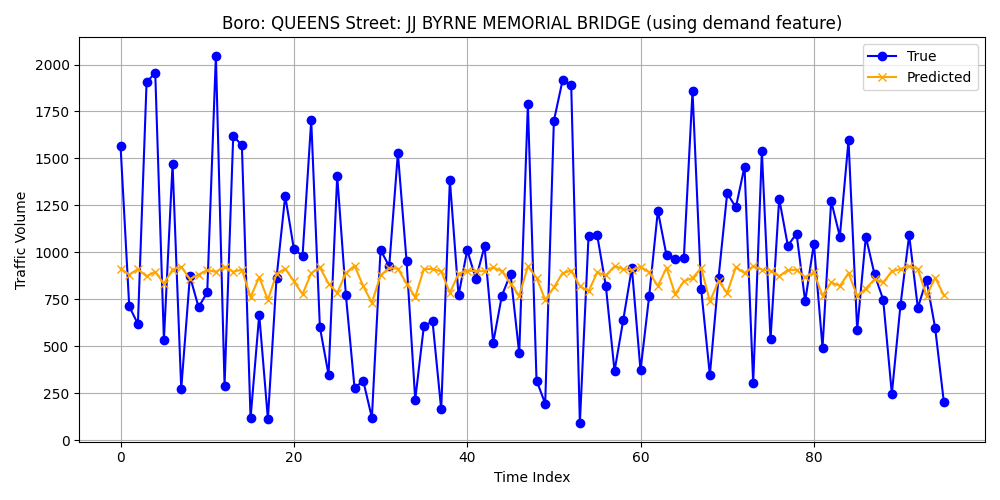 Boro: QUEENS Street: JJ BYRNE MEMORIAL BRIDGE (using demand feature)
True
Predicted
Traffic Volume
2000
1750
1500
1250
1000
750
500
250
0
0 20 40 60 80
Time Index